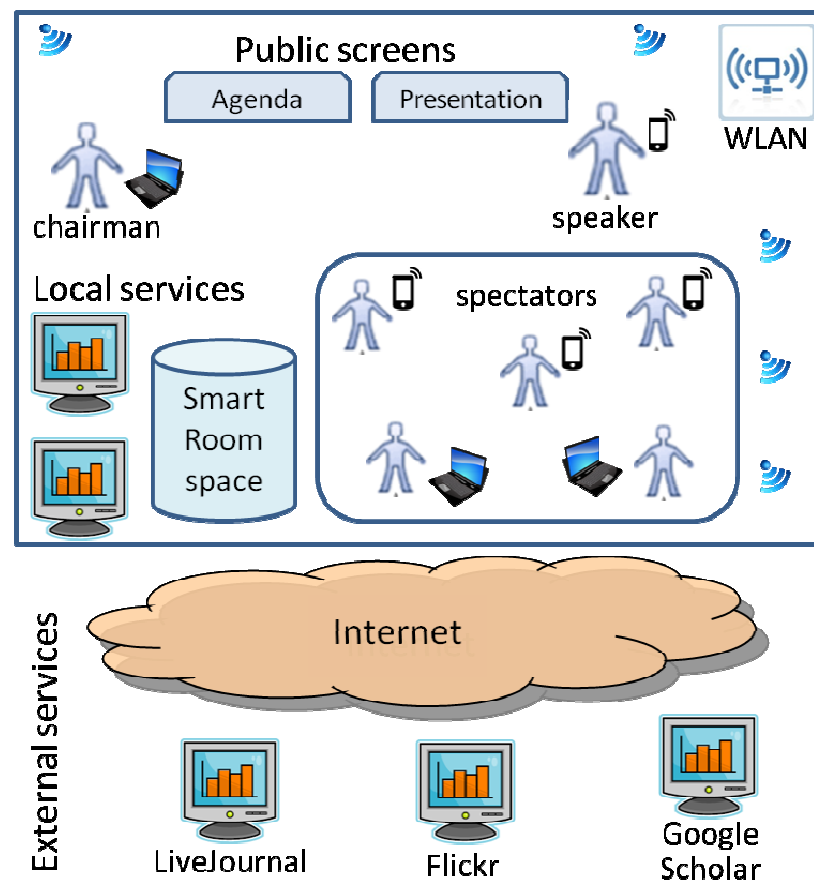 Public screens
Agenda
Presentation
WLAN
chairman
speaker
Local services
spectators
Smart
Room
space
Internet
External services
LiveJournal
Flickr
Google
Scholar